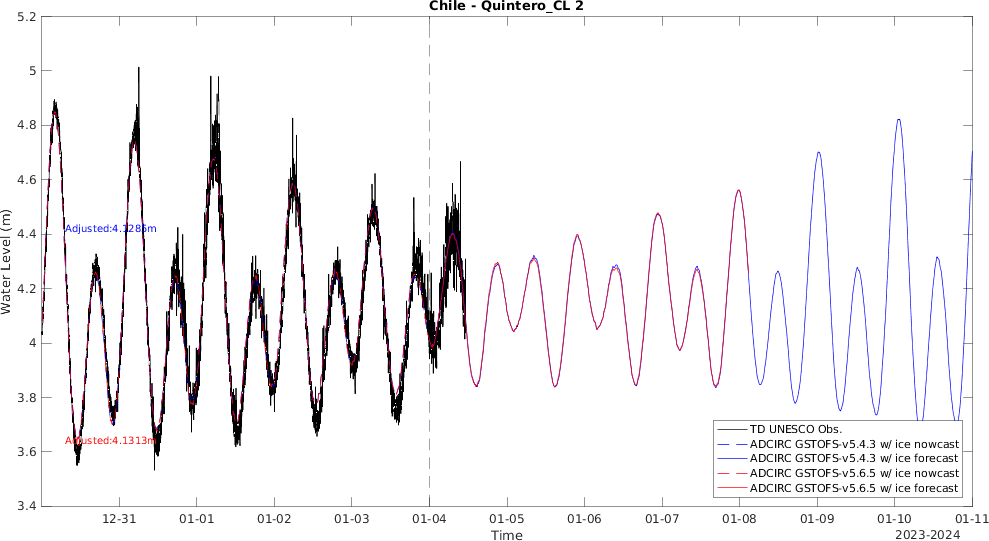 Chile - Quintero_CL 2
5.2
5
4.8
4.6
4.4
4.2
4
3.8
3.6
3.4
Water Level (m)
Adjusted:4.1286m
Adjusted:4.1313m
TD UNESCO Obs.
ADCIRC GSTOFS-v5.4.3 w/ ice nowcast
ADCIRC GSTOFS-v5.4.3 w/ ice forecast
ADCIRC GSTOFS-v5.6.5 w/ ice nowcast
ADCIRC GSTOFS-v5.6.5 w/ ice forecast
12-31 01-01 01-02 01-03 01-04 01-05 01-06 01-07 01-08 01-09 01-10 01-11
Time
2023-2024